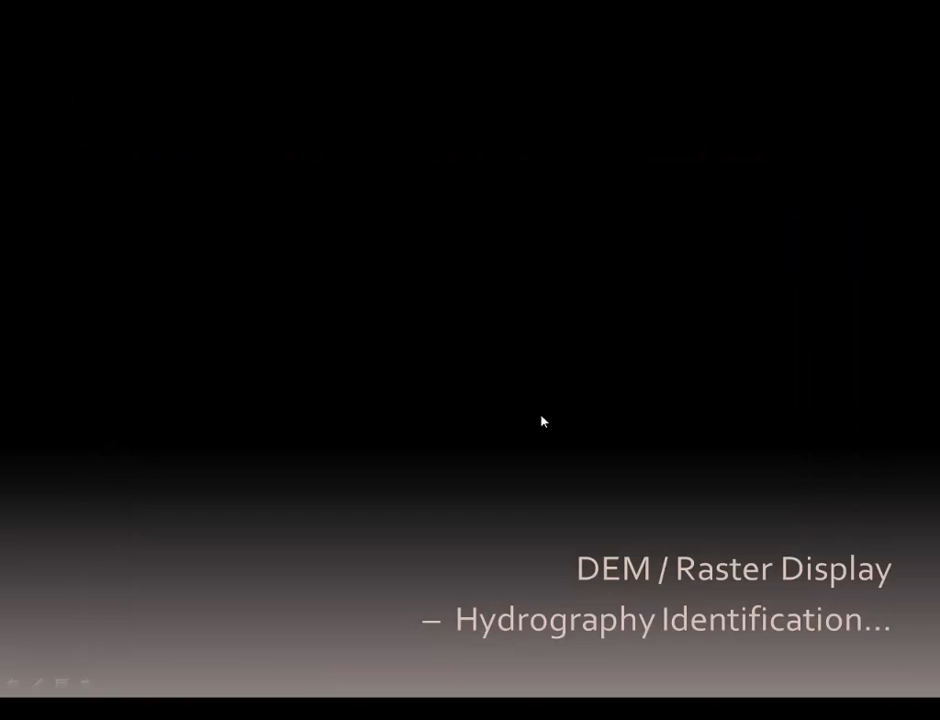 DEM / Raster Display
– Hydrography Identification...